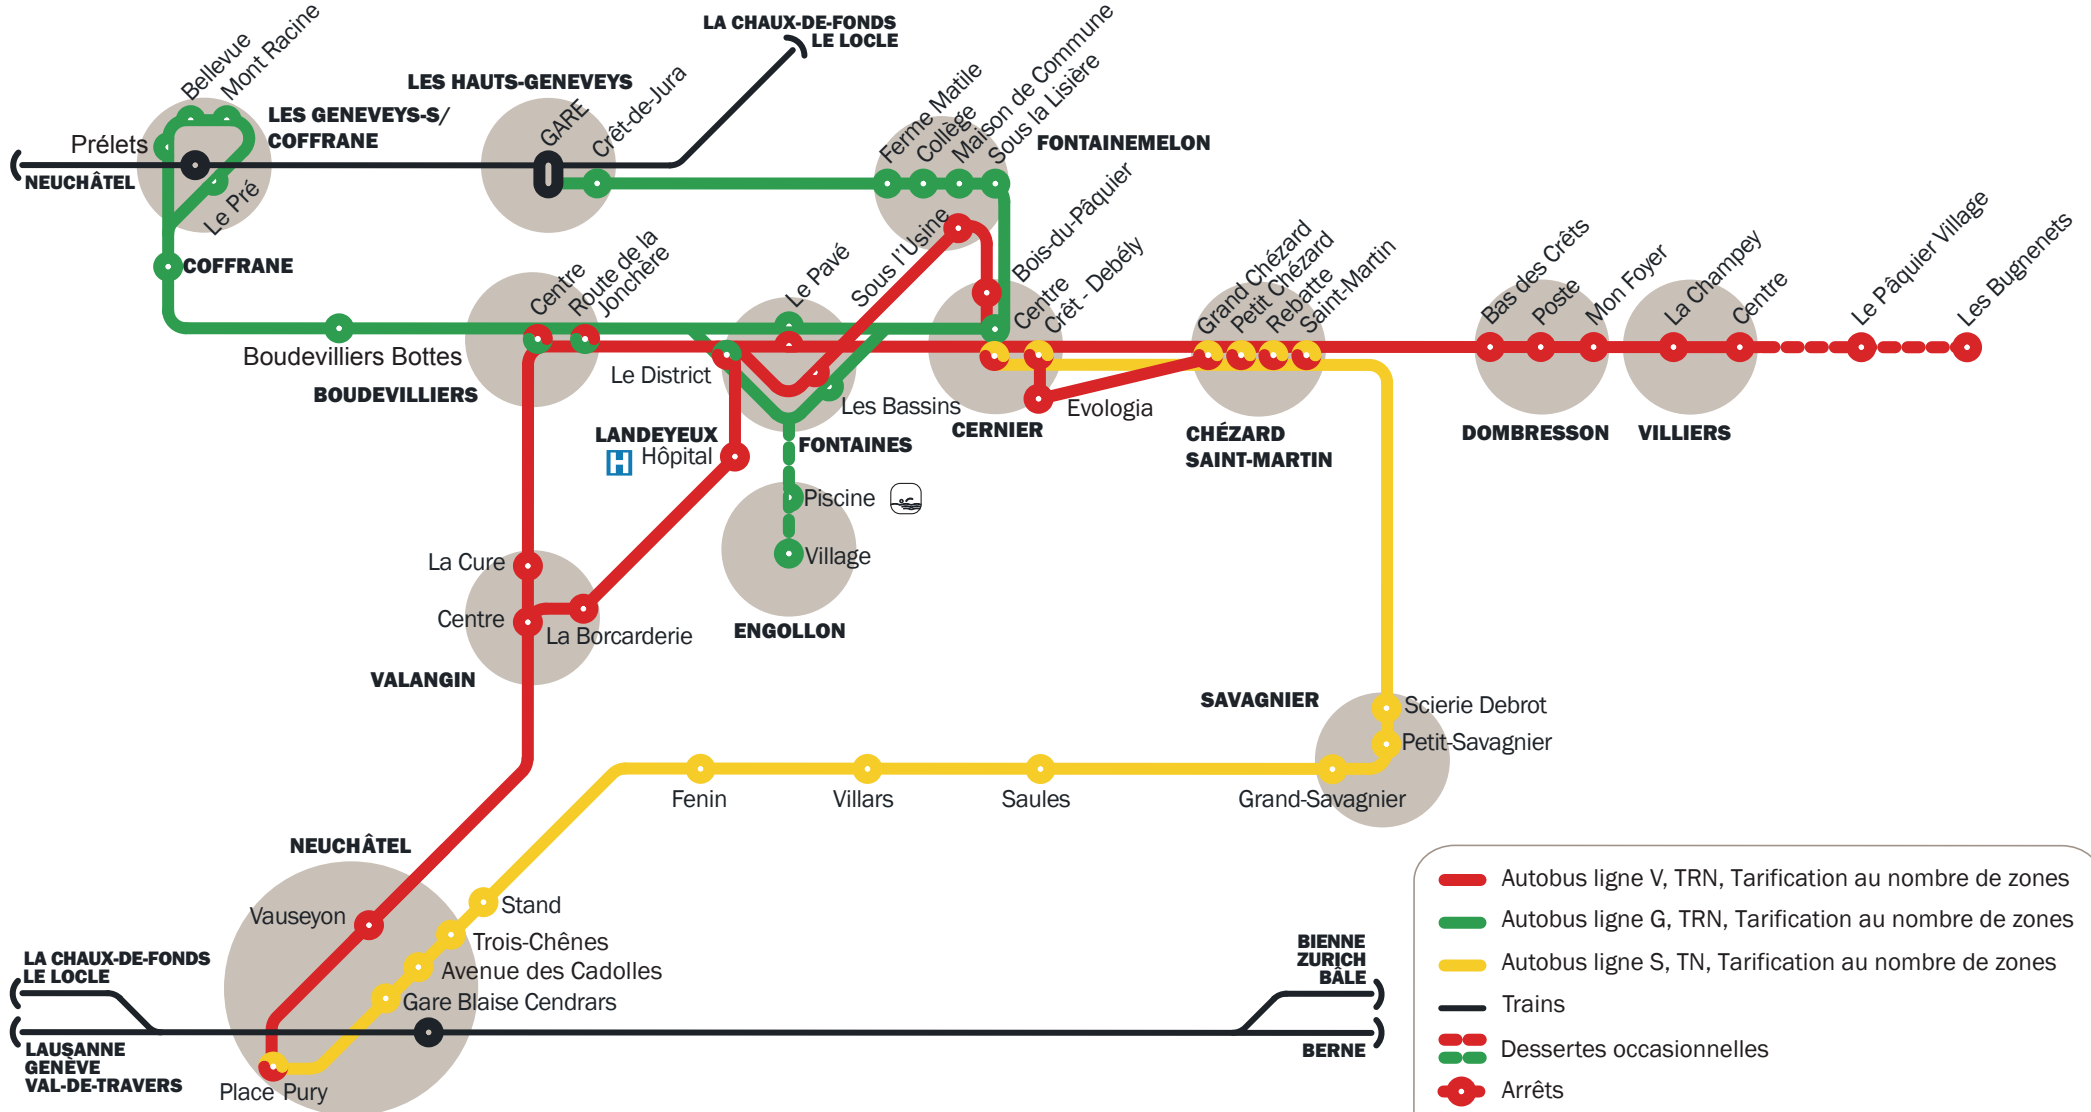 LA CHAUX-DE-FONDS
LE LOCLE
Bellevue
Mont Racine
LES GENEVEYS-S/
COFFRANE
Prélets
NEUCHÂTEL
Le Pré
COFFRANE
LES HAUTS-GENEVEYS
GARE
Crêt-de-Jura
Ferme Matile
Collège
Maison de Commune
Sous la Lisière
FONTAINEMELON
Sous l'Usine
Bois-du-Pâquier
Boudevilliers Bottes
Centre
Route de la
Jonchère
BOUDEVILLIERS
Le Pavé
Le District
Les Bassins
FONTAINES
LANDEYEUX
H Hôpital
Piscine
Village
ENGOLLON
Centre
Crêt - Debély
CERNIER
Evologia
Grand Chézard
Petit Chézard
Rebatte
Saint-Martin
CHÉZARD
SAINT-MARTIN
Bas des Crêts
Poste
Mon Foyer
DOMBRESSON
La Champey
Centre
VILLIERS
Le Pâquier Village
Les Bugnenets
La Cure
Centre
La Borcarderie
VALANGIN
SAVAGNIER
Scierie Debrot
Petit-Savagnier
Grand-Savagnier
Fenin
Villars
Saules
NEUCHÂTEL
Vauseyon
Stand
Trois-Chênes
Avenue des Cadolles
Gare Blaise Cendrars
Place Pury
LA CHAUX-DE-FONDS
LE LOCLE
LAUSANNE
GENÈVE
VAL-DE-TRAVERS
BIENNE
ZURICH
BÂLE
BERNE
Autobus ligne V, TRN, Tarification au nombre de zones
Autobus ligne G, TRN, Tarification au nombre de zones
Autobus ligne S, TN, Tarification au nombre de zones
Trains
Dessertes occasionnelles
Arrêts